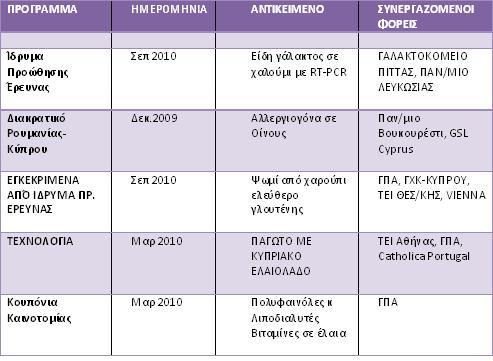 ΠΡΟΓΡΑΜΜΑ ΗΜΕΡΟΜΗΝΙΑ ΑΝΤΙΚΕΙΜΕΝΟ ΣΥΝΕΡΓΑΖΟΜΕΝΟΙ
ΦΟΡΕΙΣ
Ίδρυμα Σεπ 2010 Είδη γάλακτος σε ΓΑΛΑΚΤΟΚΟΜΕΙΟ
Προώθησης χαλούμι με RT-PCR ΠΙΤΤΑΣ, ΠΑΝ/ΜΙΟ
Έρευνας ΛΕΥΚΩΣΙΑΣ
Διακρατικό Δεκ.2009 Αλλεργιογόνα σε Παν/μιο
Ρουμανίας- Οίνους Βουκουρέστι, GSL
Κύπρου Cyprus
ΕΓΚΕΚΡΙΜΕΝΑ Σεπ 2010 Ψωμί από χαρούπι ΓΠΑ, ΓΧΚ-ΚΥΠΡΟΥ,
ΑΠΌ ΙΔΡΥΜΑ ΠΡ. ελεύθερο ΤΕΙ ΘΕΣ/ΚΗΣ, VIENNA
ΕΡΕΥΝΑΣ γλουτένης
ΤΕΧΝΟΛΟΓΙΑ Μαρ 2010 ΠΑΓΩΤΟ ΜΕ ΤΕΙ Αθήνας, ΓΠΑ,
ΚΥΠΡΙΑΚΟ Catholica Portugal
ΕΛΑΙΟΛΑΔΟ
Κουπόνια Μαρ 2010 Πολυφαινόλες κ ΓΠΑ
Καινοτομίας Λιποδιαλυτές
Βιταμίνες σε έλαια